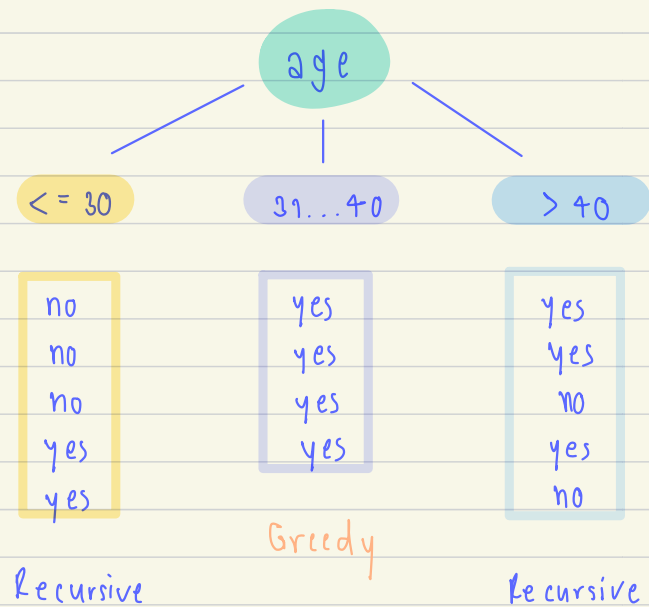 age
<= 30
31...40
> 40
no
no
no
yes
yes
yes
yes
yes
yes
yes
yes
no
yes
no
Greedy
Recursive
Recursive